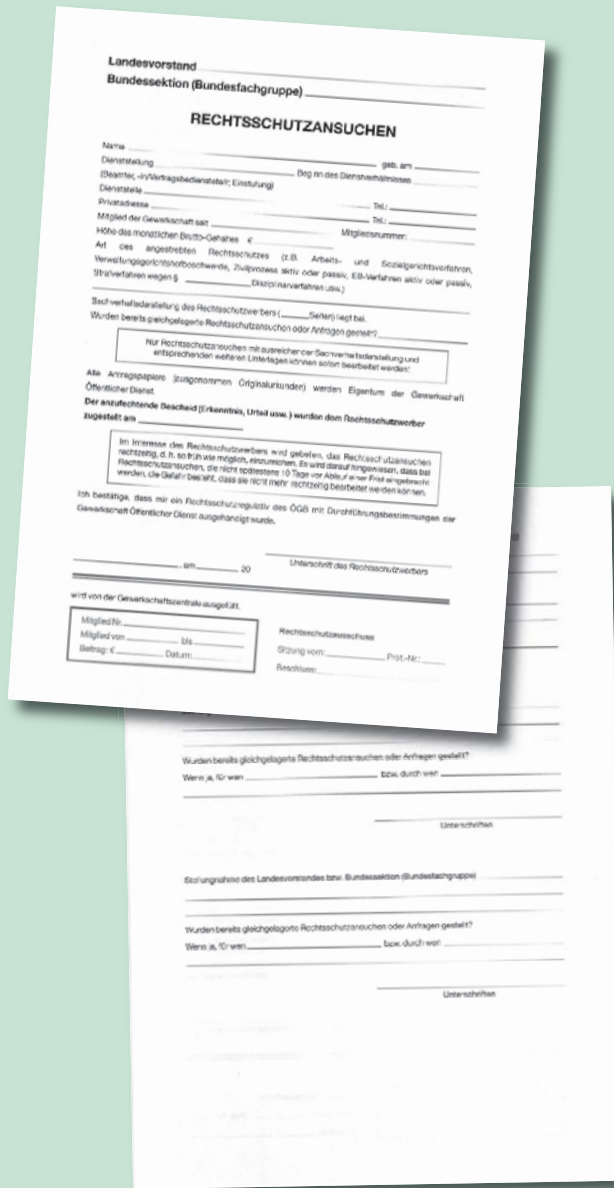 Landesvorstand
Bundessektion (Bundesfachgruppe)
RECHTSSCHUTZANSUCHEN
Name geb. am
Dienststellung Beginn des Dienstverhältnisses
(Beamter, -in/Vertragsbedienstete/r; Einstufung)
Dienststelle Tel.:
Privatadresse Tel.:
Mitglied der Gewerkschaft seit Mitgliedsnummer:
Höhe des monatlichen Brutto-Gehaltes €
Art des angestrebten Rechtsschutzes (z.B. Arbeits- und Sozialgerichtsverfahren,
Verwaltungsgerichtshofbeschwerde, Zivilprozess aktiv oder passiv, EB-Verfahren aktiv oder passiv,
Strafverfahren wegen § Disziplinarverfahren usw.)
Sachverhaltsdarstellung des Rechtsschutzwerbers ( Seiten) liegt bei.
Wurden bereits gleichgelagerte Rechtsschutzansuchen oder Anfragen gestellt?
Nur Rechtsschutzansuchen mit ausreichender Sachverhaltsdarstellung und
entsprechenden weiteren Unterlagen können sofort bearbeitet werden!
Alle Antragspapiere (ausgenommen Originalurkunden) werden Eigentum der Gewerkschaft
Öffentlicher Dienst.
Der anzufechtende Bescheid (Erkenntnis, Urteil usw.) wurden dem Rechtsschutzwerber
zugestellt am
Im Interesse des Rechtsschutzwerbers wird gebeten, das Rechtsschutzansuchen
rechtzeitig, d. h. so früh wie möglich, einzureichen. Es wird darauf hingewiesen, dass bei
Rechtsschutzansuchen, die nicht spätestens 10 Tage vor Ablauf einer Frist eingebracht
werden, die Gefahr besteht, dass sie nicht mehr rechtzeitig bearbeitet werden können.
Ich bestätige, dass mir ein Rechtsschutzregulativ des ÖGB mit Durchführungsbestimmungen der
Gewerkschaft Öffentlicher Dienst ausgehändigt wurde.
, am 20
Unterschrift des Rechtsschutzwerbers
wird von der Gewerkschaftszentrale ausgefüllt.
Mitglied Nr.
Mitglied von bis
Beitrag: € Datum:
Rechtsschutzausschuss
Sitzung vom: Prot.-Nr.:
Beschluss:
Wurden bereits gleichgelagerte Rechtsschutzansuchen oder Anfragen gestellt?
Wenn ja, für wen bzw. durch wen
Unterschriften
Stellungnahme des Landesvorstandes bzw. Bundessektion (Bundesfachgruppe)
Wurden bereits gleichgelagerte Rechtsschutzansuchen oder Anfragen gestellt?
Wenn ja, für wen bzw. durch wen
Unterschriften